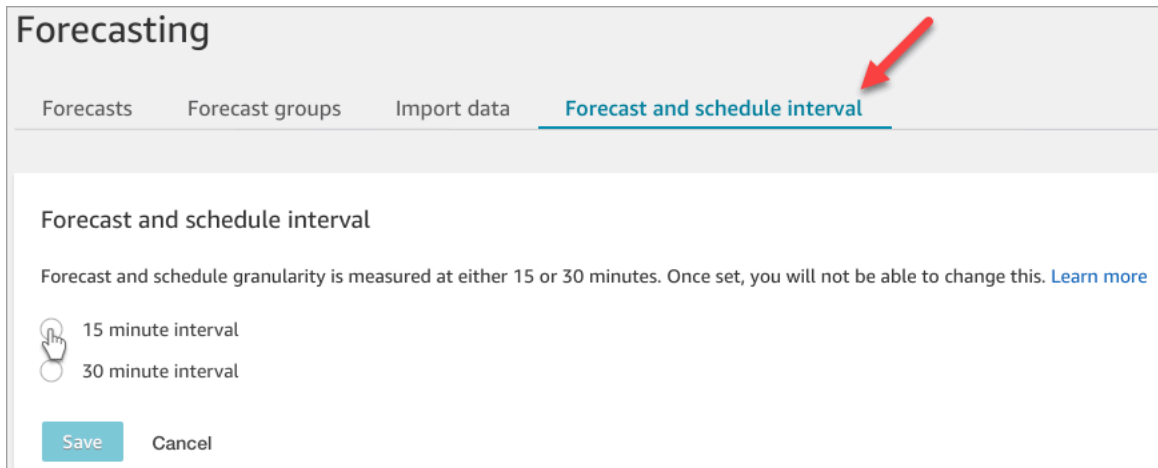 Forecasting
Forecasts Forecast groups Import data Forecast and schedule interval
Forecast and schedule interval
Forecast and schedule granularity is measured at either 15 or 30 minutes. Once set, you will not be able to change this. Learn more
15 minute interval
30 minute interval
Save Cancel